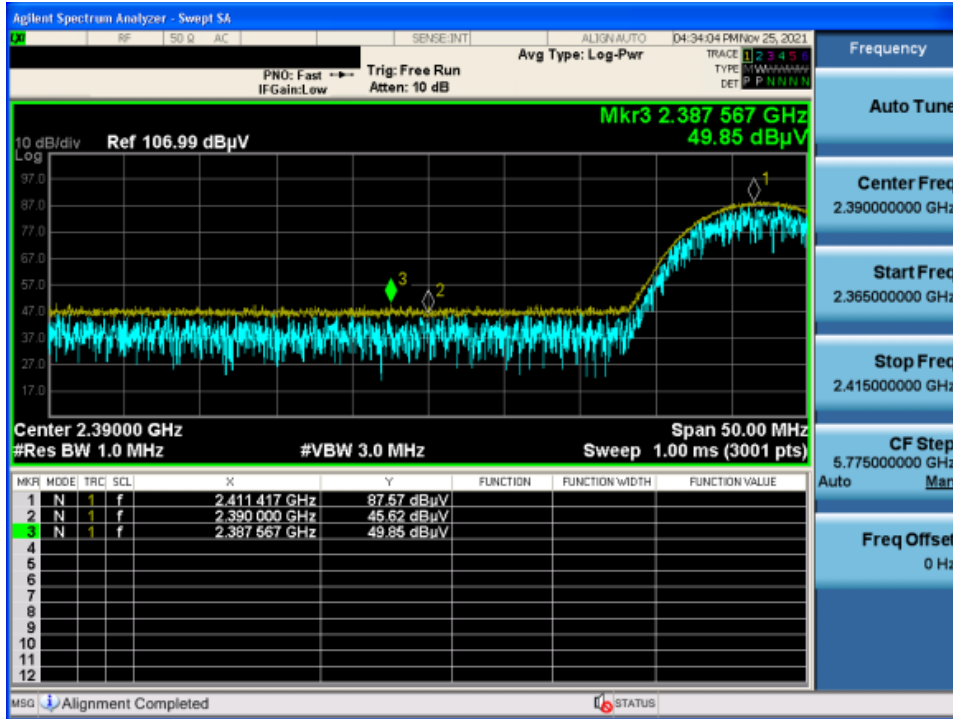 Agilent Spectrum Analyzer - Swept SA
LXI RF 50 Ω AC SENSE:INT ALIGN AUTO 04:34:04 PM Nov 25, 2021
Frequency
Avg Type: Log-Pwr
TRACE 1 2 3 4 5 6
PNO: Fast Trig: Free Run
TYPE
IFGain:Low Atten: 10 dB
DET P P N N N N
Auto Tune
Mkr3 2.387 567 GHz
49.85 dBµV
10 dB/div Ref 106.99 dBµV
Log
97.0
87.0
77.0
67.0
57.0
47.0
37.0
27.0
17.0
1
3
2
Center Freq
2.390000000 GHz
Start Freq
2.365000000 GHz
Stop Freq
2.415000000 GHz
Center 2.39000 GHz Span 50.00 MHz
#Res BW 1.0 MHz #VBW 3.0 MHz Sweep 1.00 ms (3001 pts)
CF Step
5.775000000 GHz
Auto Man
MKR MODE TRC SCL X Y FUNCTION FUNCTION WIDTH FUNCTION VALUE
1 N 1 f 2.411 417 GHz 87.57 dBµV
2 N 1 f 2.390 000 GHz 45.62 dBµV
3 N 1 f 2.387 567 GHz 49.85 dBµV
4
5
6
7
8
9
10
11
12
Freq Offset
0 Hz
MSG Alignment Completed STATUS